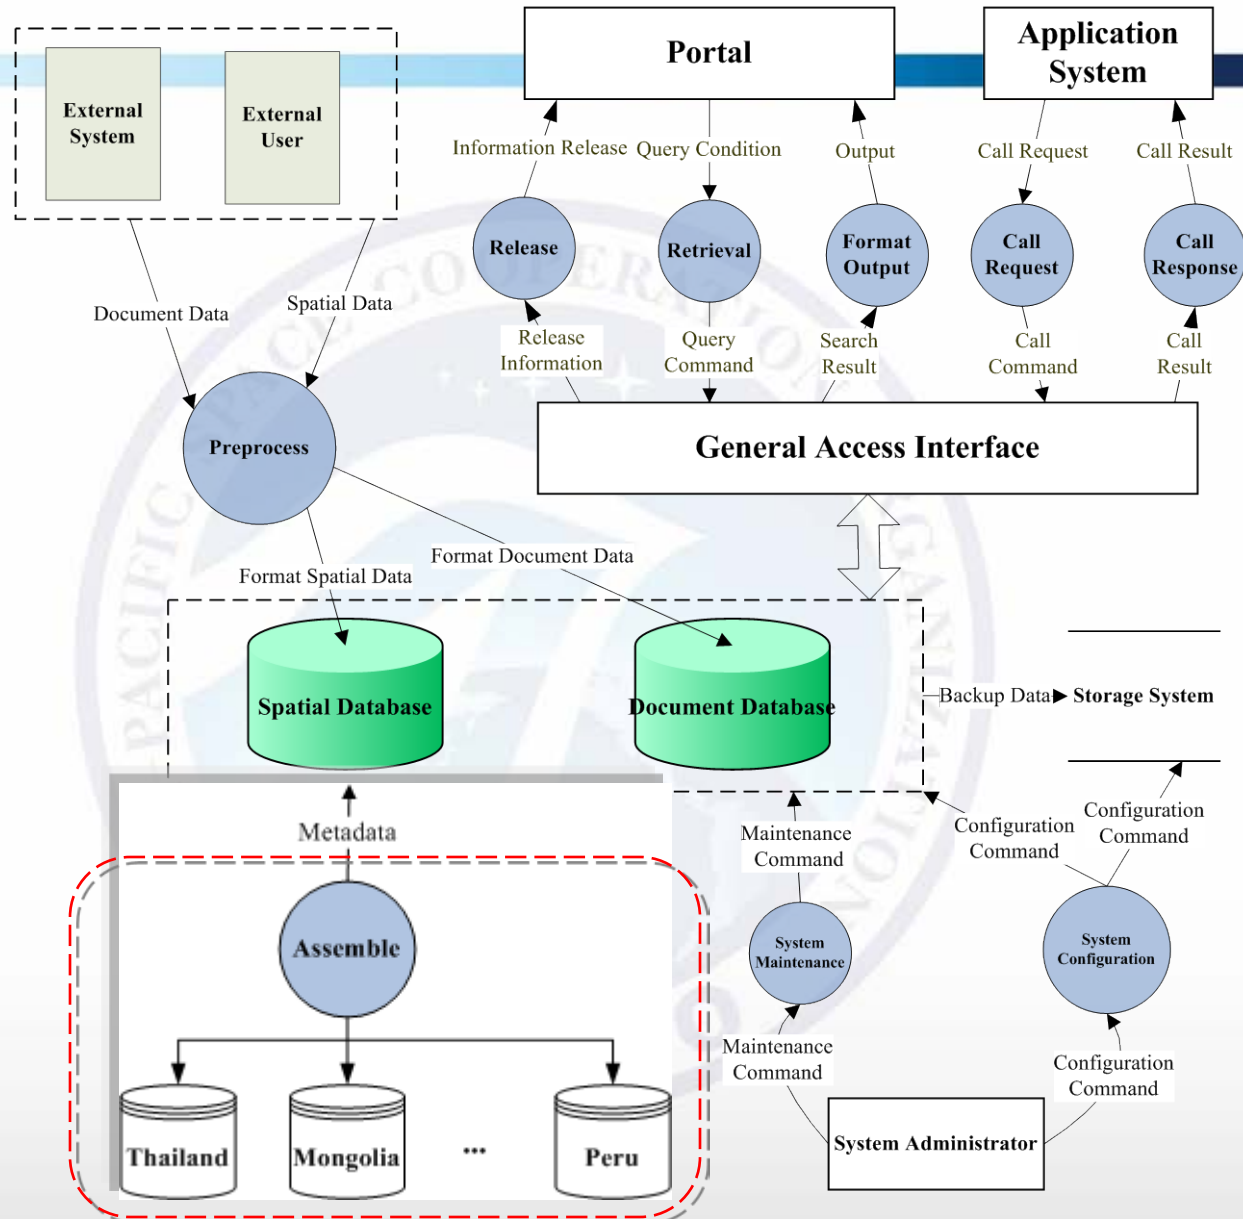 External
System
External
User
Portal
Application
System
Information Release
Query Condition
Output
Call Request
Call Result
Release
Retrieval
Format
Output
Call
Request
Call
Response
Document Data
Spatial Data
Release
Information
Query
Command
Search
Result
Call
Command
Call
Result
Preprocess
General Access Interface
Format Spatial Data
Format Document Data
Spatial Database
Document Database
Backup Data
Storage System
Metadata
Maintenance
Command
Configuration
Command
Configuration
Command
Assemble
System
Maintenance
System
Configuration
Maintenance
Command
Configuration
Command
Thailand
Mongolia
...
Peru
System Administrator
PACIFIC SPACE COOPERATION ORGANIZATION